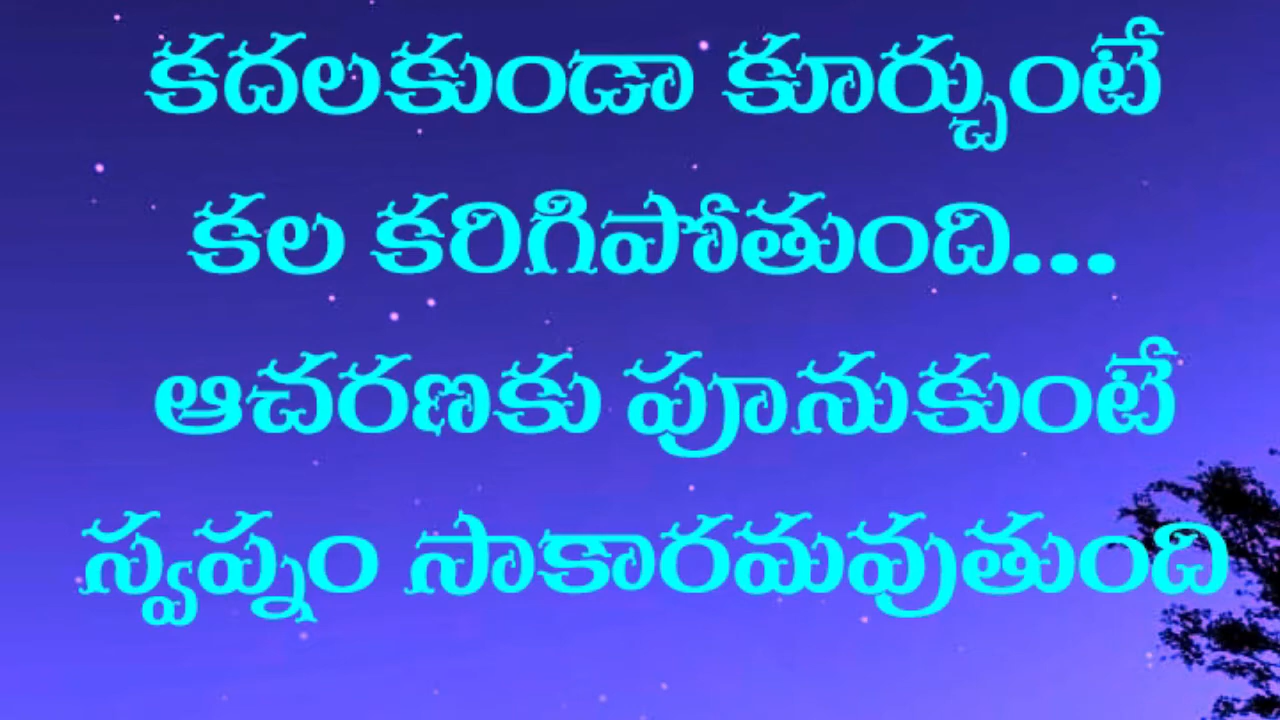 కదలకుండా కూర్చుంటే
కల కరిగిపోతుంది...
ఆచరణకు పూనుకుంటే
స్వప్నం సాకారమవుతుంది